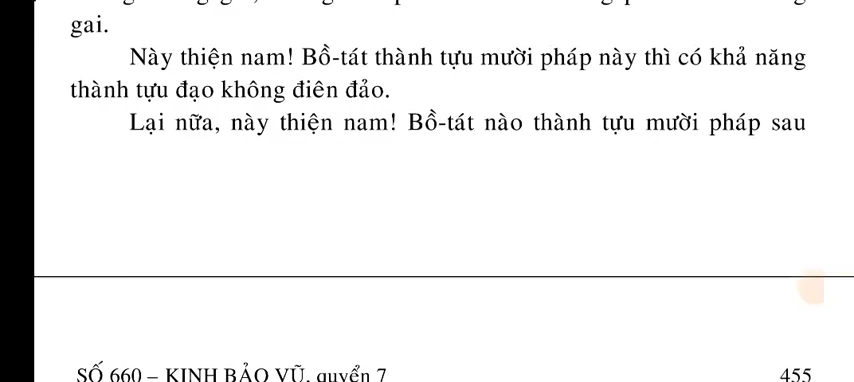 gai.
Này thiện nam! Bồ-tát thành tựu mười pháp này thì có khả năng
thành tựu đạo không điên đảo.
Lại nữa, này thiện nam! Bồ-tát nào thành tựu mười pháp sau
SỐ 660 – KINH BẢO VŨ, quyển 7
455